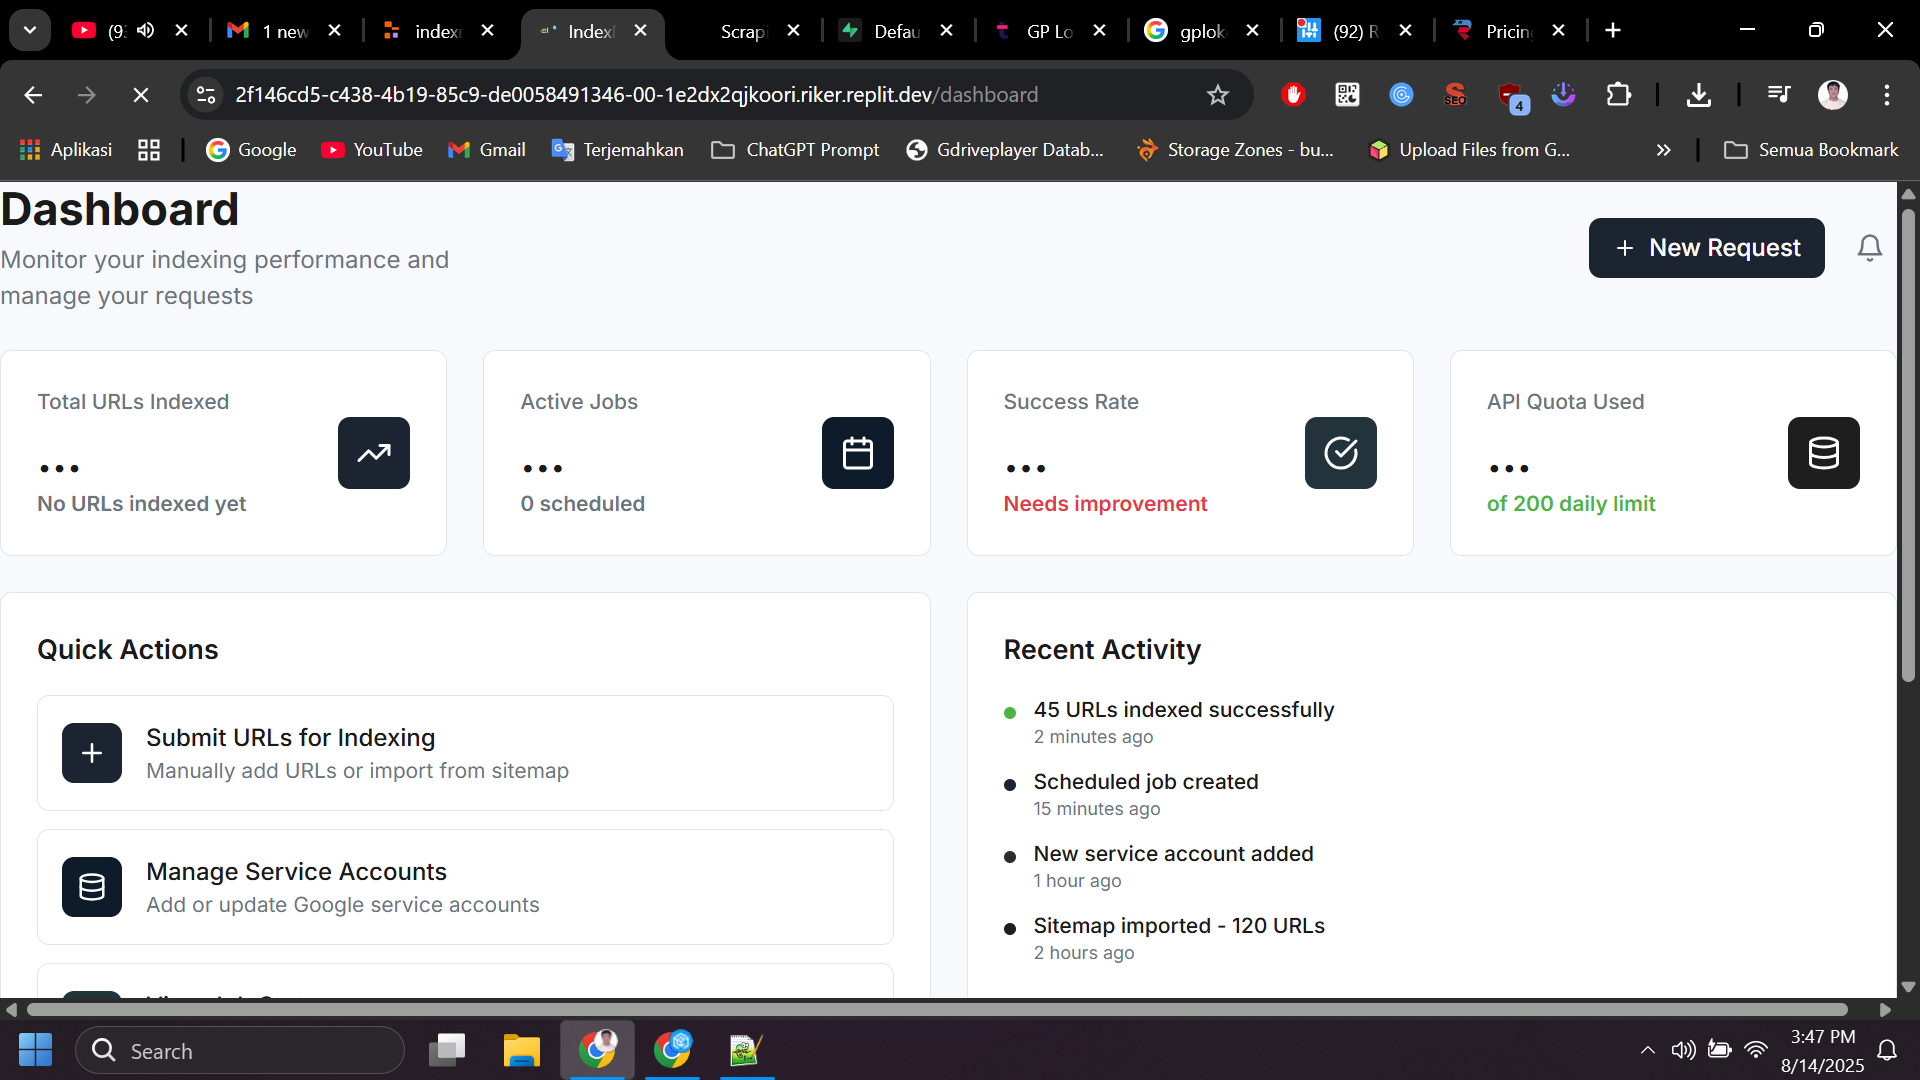 1 new
index
Index
Scrap
Defau
GP Lo
gplok
(92) R
Pricin
2f146cd5-c438-4b19-85c9-de0058491346-00-1e2dx2qjkoori.riker.replit.dev/dashboard
SEO
4
Aplikasi
Google
YouTube
Gmail
Terjemahkan
ChatGPT Prompt
Gdriveplayer Datab...
Storage Zones - bu...
Upload Files from G...
Semua Bookmark
Dashboard
Monitor your indexing performance and
manage your requests
New Request
Total URLs Indexed
...
No URLs indexed yet
Active Jobs
...
0 scheduled
Success Rate
...
Needs improvement
API Quota Used
...
of 200 daily limit
Quick Actions
Submit URLs for Indexing
Manually add URLs or import from sitemap
Manage Service Accounts
Add or update Google service accounts
Recent Activity
45 URLs indexed successfully
2 minutes ago
Scheduled job created
15 minutes ago
New service account added
1 hour ago
Sitemap imported - 120 URLs
2 hours ago
Search
3:47 PM
8/14/2025